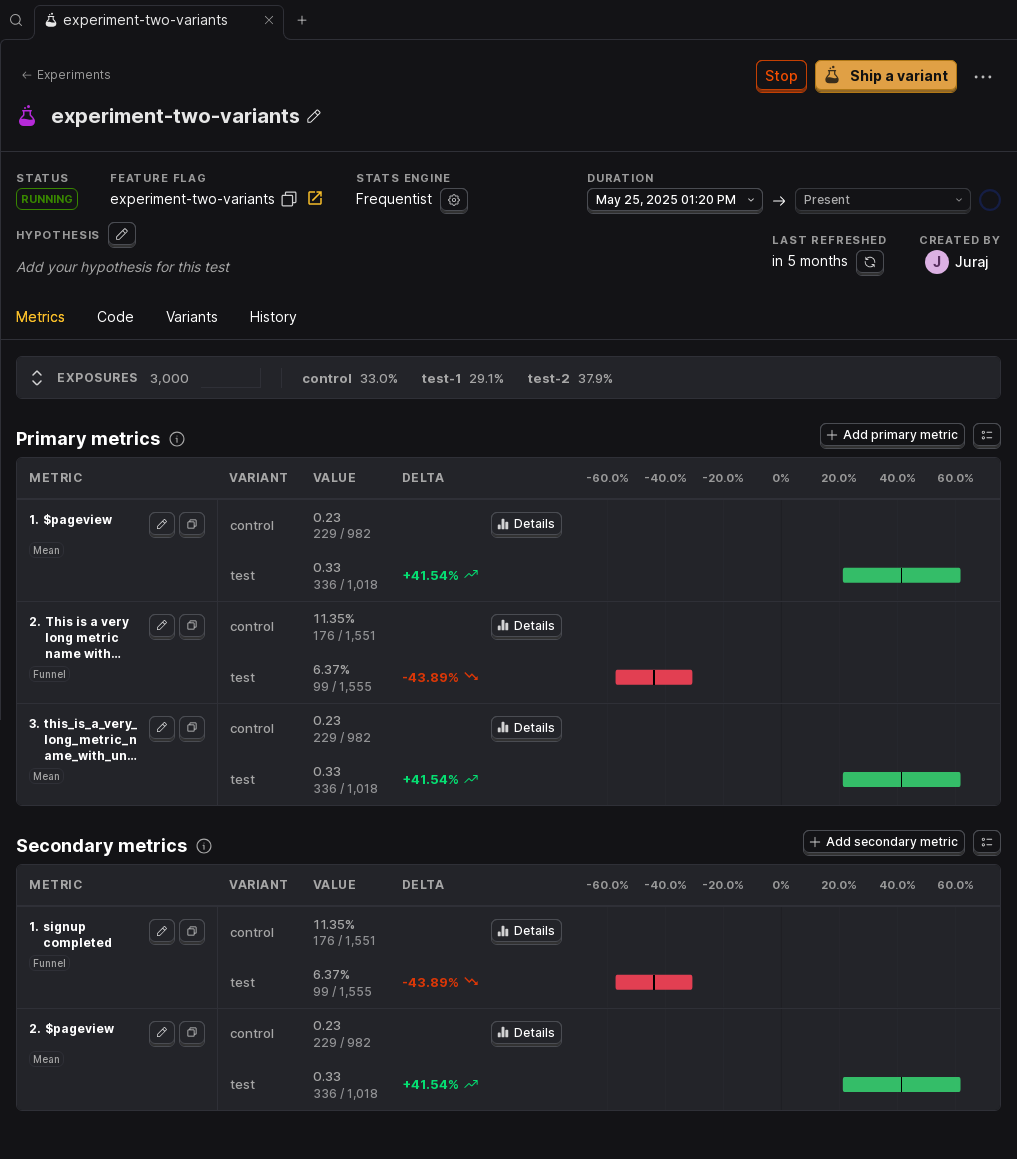 experiment-two-variants
Experiments
Stop
Ship a variant
experiment-two-variants
STATUS
FEATURE FLAG
STATS ENGINE
DURATION
RUNNING
experiment-two-variants
Frequentist
May 25, 2025 01:20 PM
Present
HYPOTHESIS
LAST REFRESHED
CREATED BY
Add your hypothesis for this test
in 5 months
J Juraj
Metrics
Code
Variants
History
EXPOSURES 3,000 control 33.0% test-1 29.1% test-2 37.9%
Primary metrics
Add primary metric
METRIC VARIANT VALUE DELTA -60.0% -40.0% -20.0% 0% 20.0% 40.0% 60.0%
1. $pageview
Mean
control
0.23
229 / 982
Details
test
0.33
336 / 1,018
+41.54%
2. This is a very
long metric
name with...
Funnel
control
11.35%
176 / 1,551
Details
test
6.37%
99 / 1,555
-43.89%
3. this_is_a_very_
long_metric_n
ame_with_un...
Mean
control
0.23
229 / 982
Details
test
0.33
336 / 1,018
+41.54%
Secondary metrics
Add secondary metric
METRIC VARIANT VALUE DELTA -60.0% -40.0% -20.0% 0% 20.0% 40.0% 60.0%
1. signup
completed
Funnel
control
11.35%
176 / 1,551
Details
test
6.37%
99 / 1,555
-43.89%
2. $pageview
Mean
control
0.23
229 / 982
Details
test
0.33
336 / 1,018
+41.54%